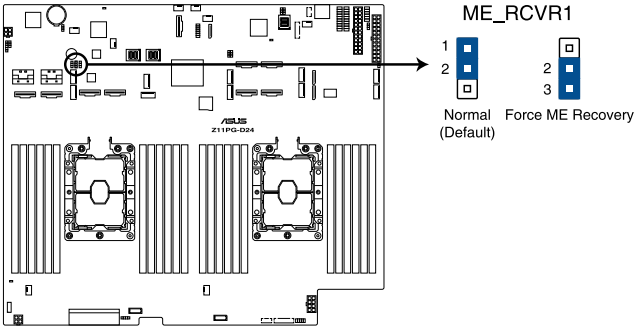 ME_RCVR1
1
2
2
3
Normal
(Default)
Force ME Recovery
ASUS
Z11PG-D24